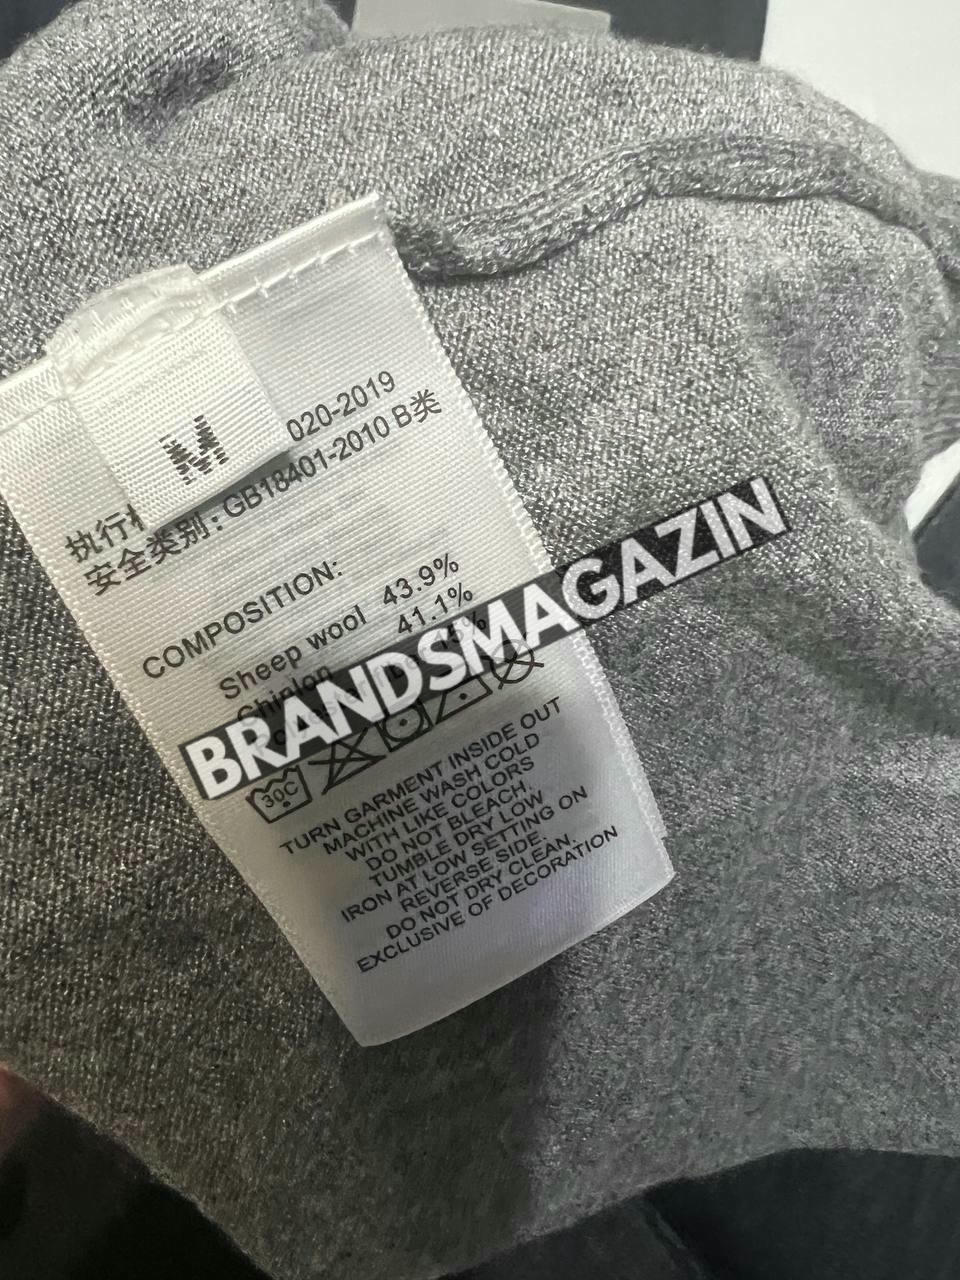 M
020-2019
执行
安全类别：GB18401-2010 B类
COMPOSITION:
Sheep wool 43.9%
Chinlon 41.1%
15%
BRANDSMAGAZIN
30C
TURN GARMENT INSIDE OUT
MACHINE WASH COLD
WITH LIKE COLORS
DO NOT BLEACH,
TUMBLE DRY LOW
IRON AT LOW SETTING ON
REVERSE SIDE.
DO NOT DRY CLEAN.
EXCLUSIVE OF DECORATION